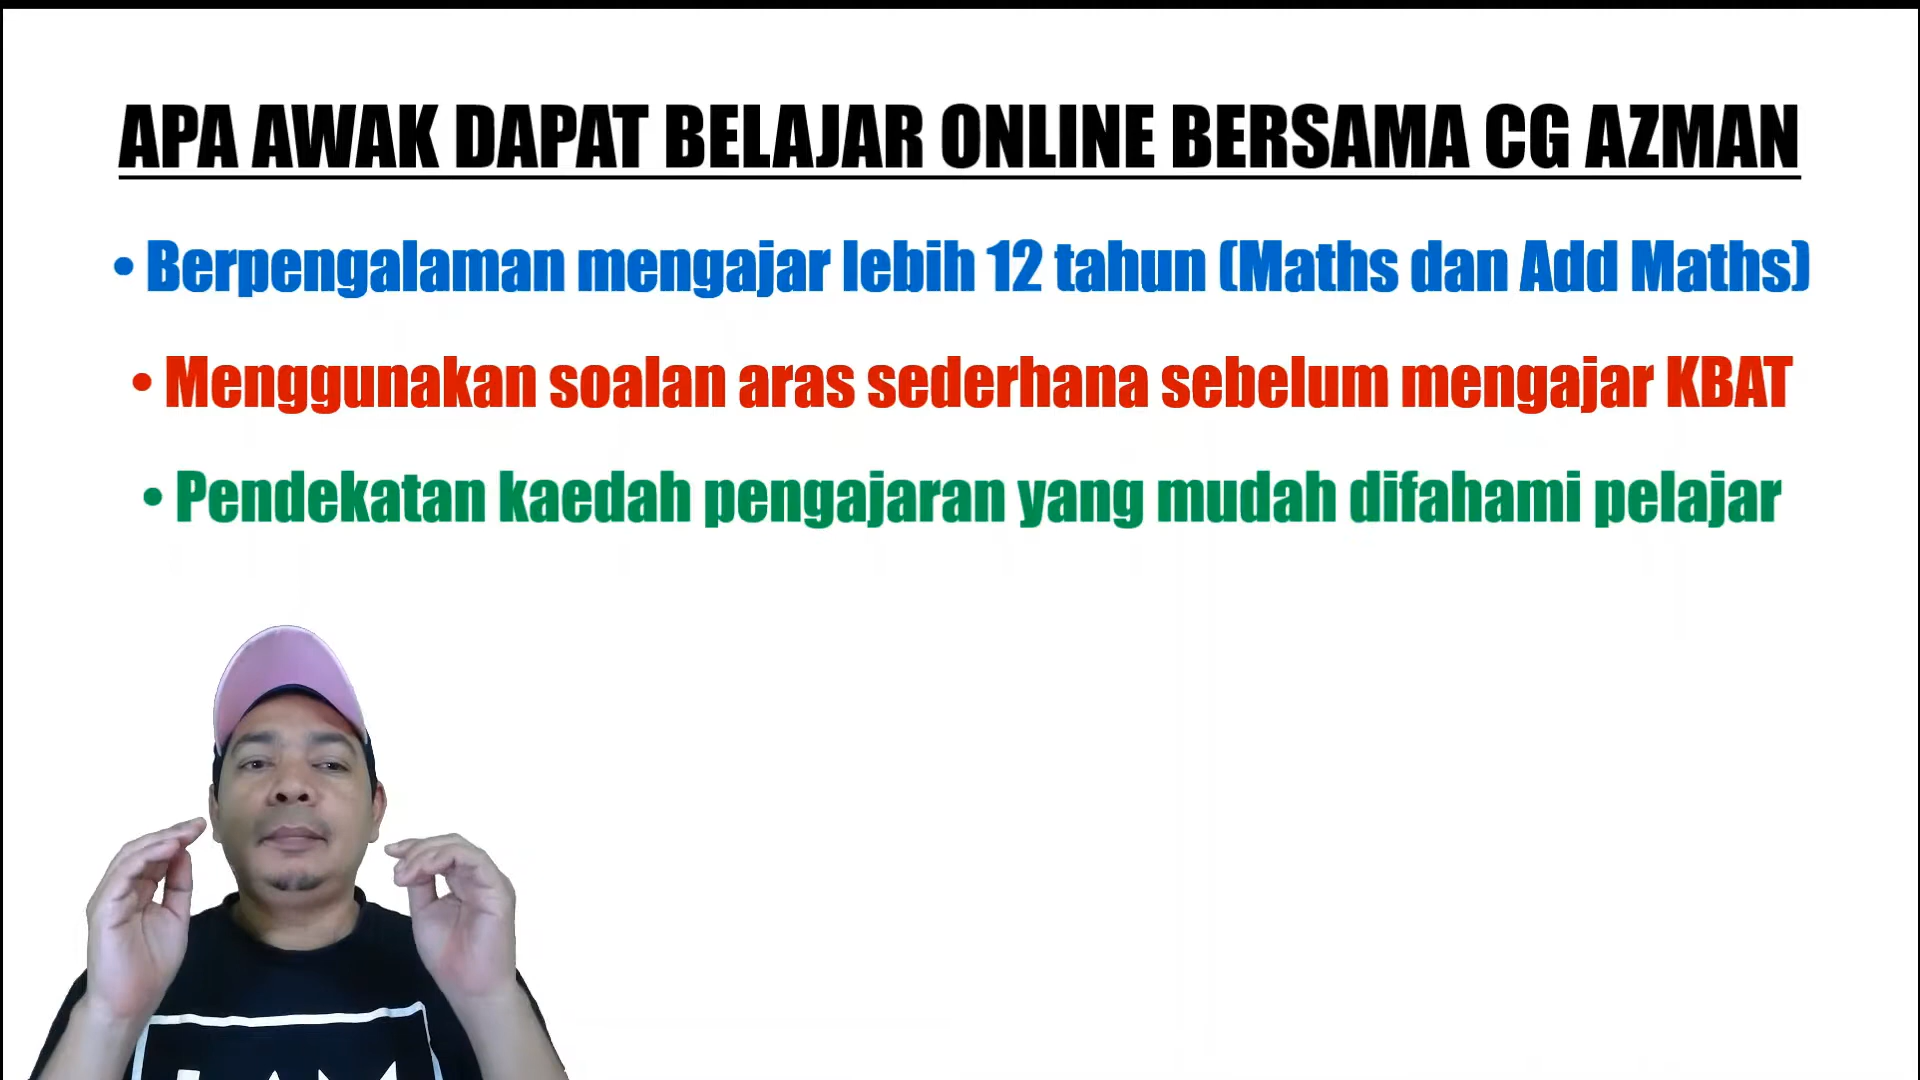 APA AWAK DAPAT BELAJAR ONLINE BERSAMA CG AZMAN
• Berpengalaman mengajar lebih 12 tahun (Maths dan Add Maths)
• Menggunakan soalan aras sederhana sebelum mengajar KBAT
• Pendekatan kaedah pengajaran yang mudah difahami pelajar